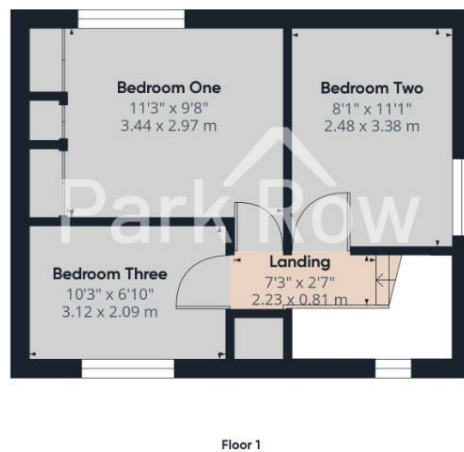 Bedroom One
11'3" x 9'8"
3.44 x 2.97 m
Bedroom Two
8'1" x 11'1"
2.48 x 3.38 m
Park Row
Bedroom Three
10'3" x 6'10"
3.12 x 2.09 m
Landing
7'3" x 2'7"
2.23 x 0.81 m
Floor 1